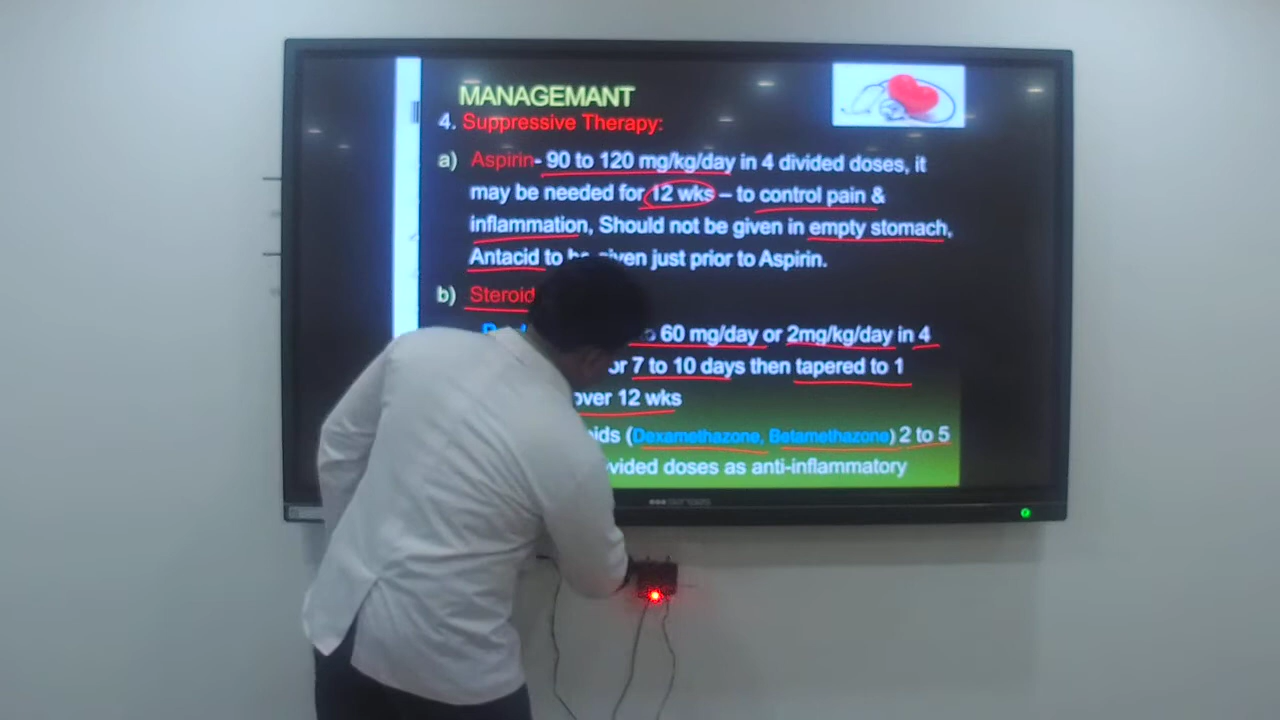 MANAGEMANT
4. Suppressive Therapy:
a) Aspirin- 90 to 120 mg/kg/day in 4 divided doses, it
may be needed for 12 wks – to control pain &
inflammation, Should not be given in empty stomach,
Antacid to be given just prior to Aspirin.
b) Steroid
60 mg/day or 2mg/kg/day in 4
7 to 10 days then tapered to 1
over 12 wks
(Dexamethazone, Betamethazone) 2 to 5
doses as anti-inflammatory